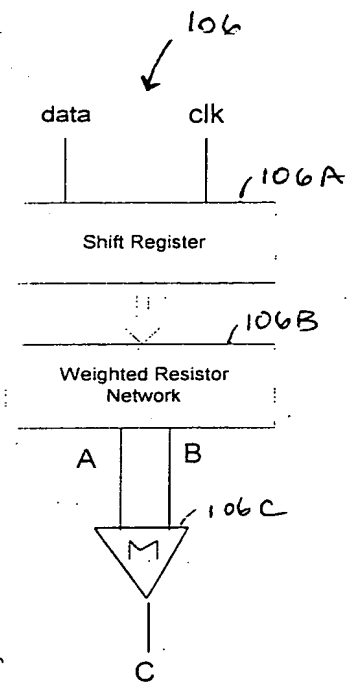 106
data clk
106A
Shift Register
106B
Weighted Resistor
Network
A B
106C
M
C